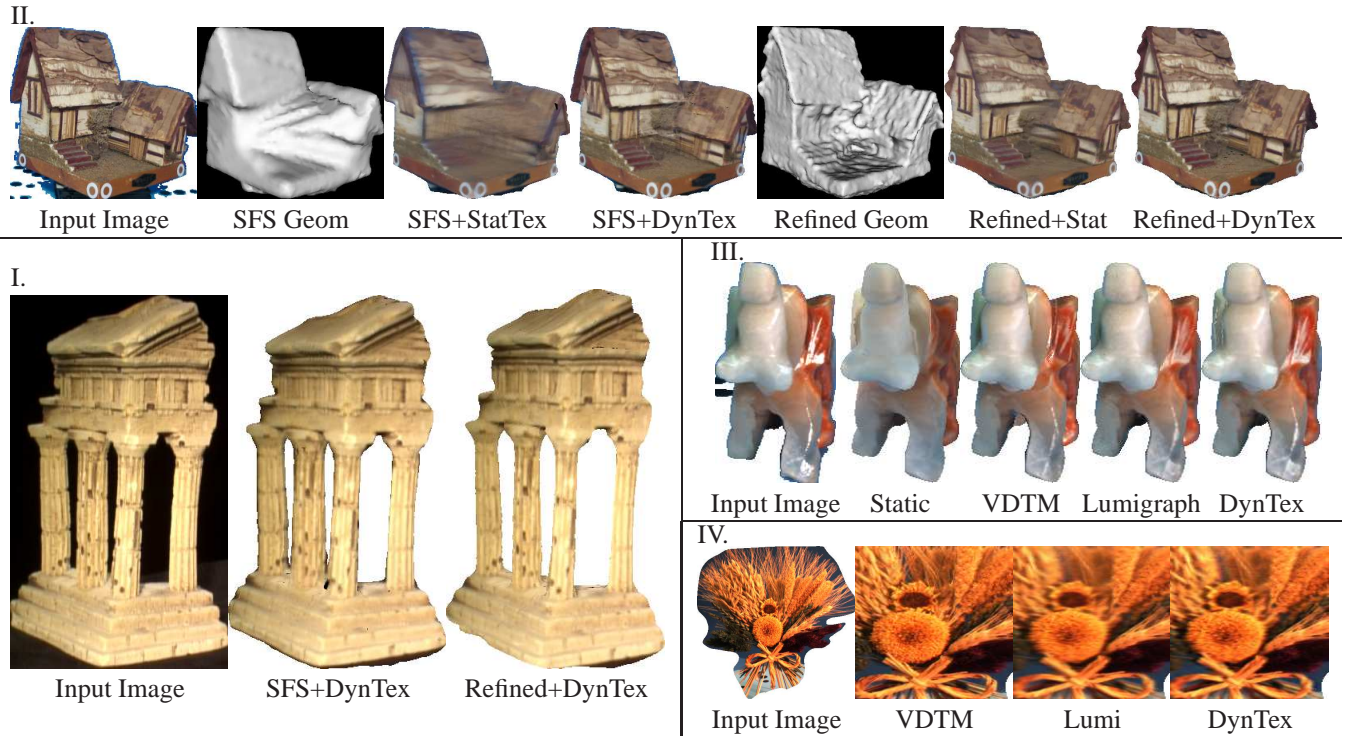 II.
Input Image SFS Geom SFS+StatTex SFS+DynTex Refined Geom Refined+Stat Refined+DynTex
I.
Input Image SFS+DynTex Refined+DynTex
III.
Input Image Static VDTM Lumigraph DynTex
IV.
Input Image VDTM Lumi DynTex